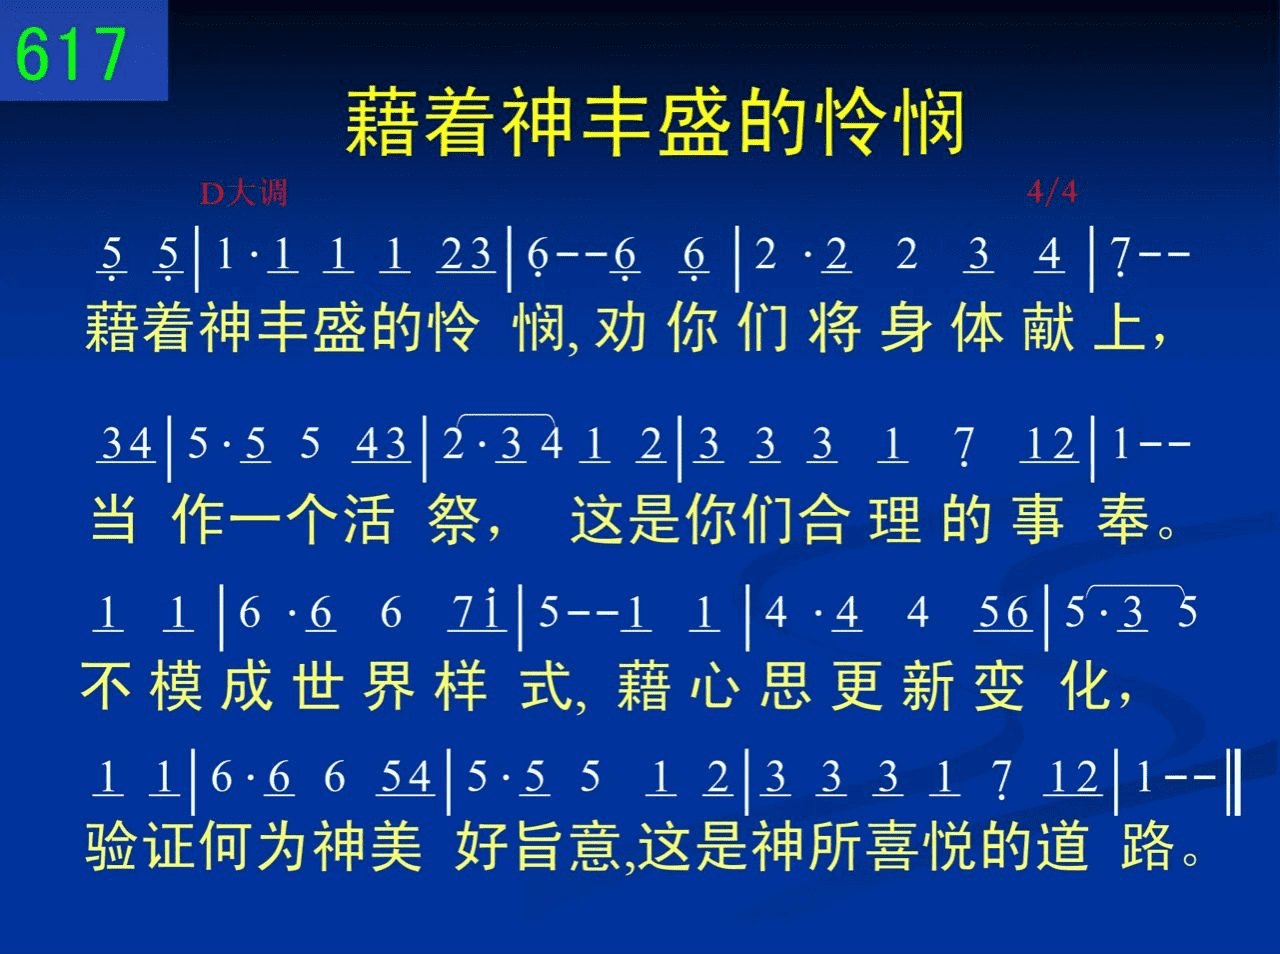 617
藉着神丰盛的怜悯
D大调 4/4
5 5|1·1 1 1 23|6--6 6|2·2 2 3 4|7--
藉着神丰盛的怜 悯,劝你们将身体献上，
34|5·5 5 43|2·3 4 1 2|3 3 3 1 7 12|1--
当 作一个活 祭， 这是你们合理的事 奉。
1 1|6·6 6 7i|5--1 1|4·4 4 56|5·3 5
不模成世界样 式, 藉心思更新变 化，
1 1|6·6 6 54|5·5 5 1 2|3 3 3 1 7 12|1--‖
验证何为神美 好旨意,这是神所喜悦的道 路。